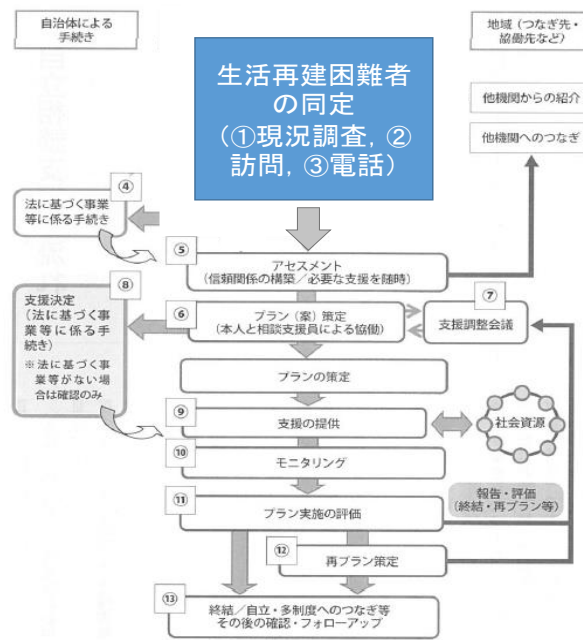 自治体による
手続き
地域（つなぎ先・
協働先など）
生活再建困難者
の同定
（①現況調査，②
訪問，③電話）
他機関からの紹介
他機関へのつなぎ
④
法に基づく事業
等に係る手続き
⑤
アセスメント
（信頼関係の構築／必要な支援を随時）
⑧
支援決定
（法に基づく事
業等に係る手
続き）
※法に基づく事
業等がない場
合は確認のみ
⑥
プラン（案）策定
（本人と相談支援員による協働）
⑦
支援調整会議
プランの策定
⑨
支援の提供
社会資源
⑩
モニタリング
⑪
プラン実施の評価
報告・評価
（終結・再プラン等）
⑫
再プラン策定
⑬
終結／自立・多制度へのつなぎ等
その後の確認・フォローアップ